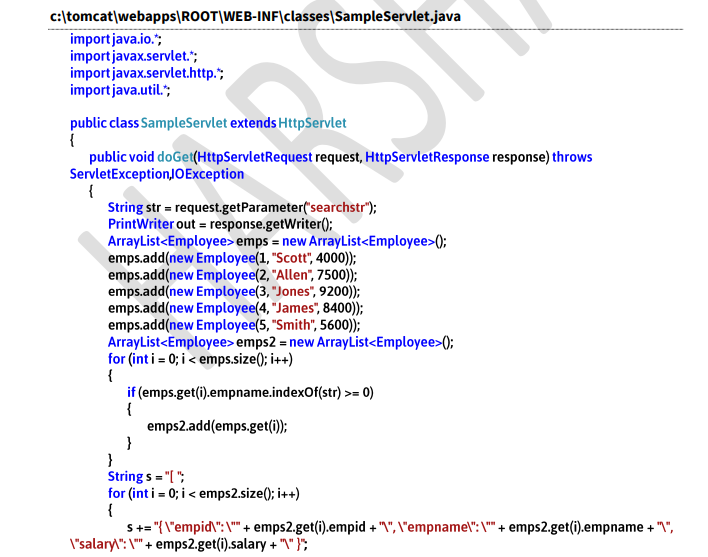 c:\tomcat\webapps\ROOT\WEB-INF\classes\SampleServlet.java
import java.io.*;
import javax.servlet.*;
import javax.servlet.http.*;
import java.util.*;
public class SampleServlet extends HttpServlet
{
public void doGet(HttpServletRequest request, HttpServletResponse response) throws
ServletException,IOException
{
String str = request.getParameter("searchstr");
PrintWriter out = response.getWriter();
ArrayList<Employee> emps = new ArrayList<Employee>();
emps.add(new Employee(1, "Scott", 4000));
emps.add(new Employee(2, "Allen", 7500));
emps.add(new Employee(3, "Jones", 9200));
emps.add(new Employee(4, "James", 8400));
emps.add(new Employee(5, "Smith", 5600));
ArrayList<Employee> emps2 = new ArrayList<Employee>();
for (int i = 0; i < emps.size(); i++)
{
if (emps.get(i).empname.indexOf(str) >= 0)
{
emps2.add(emps.get(i));
}
}
String s = "[ ";
for (int i = 0; i < emps2.size(); i++)
{
s += "{ \"empid\": \"" + emps2.get(i).empid + "\", \"empname\": \"" + emps2.get(i).empname + "\",
\"salary\": \"" + emps2.get(i).salary + "\" }";